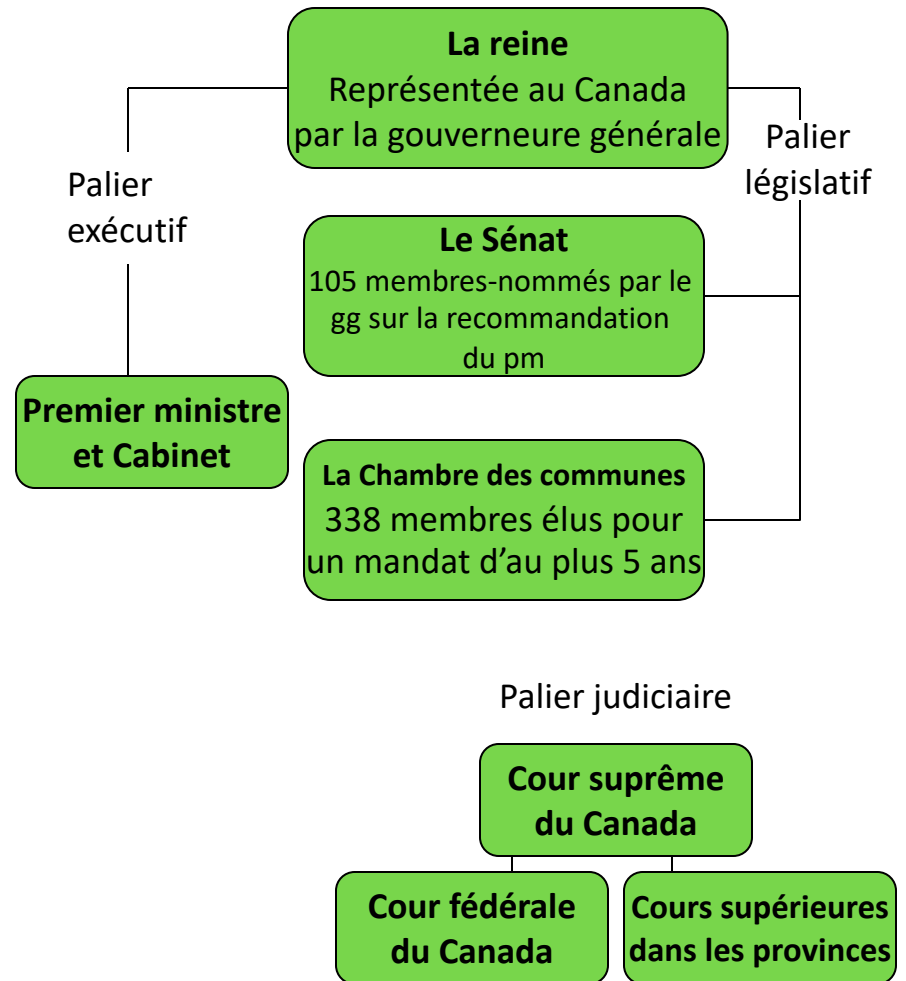 La reine
Représentée au Canada
par la gouverneure générale
Palier
exécutif
Palier
législatif
Le Sénat
105 membres-nommés par le
gg sur la recommandation
du pm
Premier ministre
et Cabinet
La Chambre des communes
338 membres élus pour
un mandat d’au plus 5 ans
Palier judiciaire
Cour suprême
du Canada
Cour fédérale
du Canada
Cours supérieures
dans les provinces